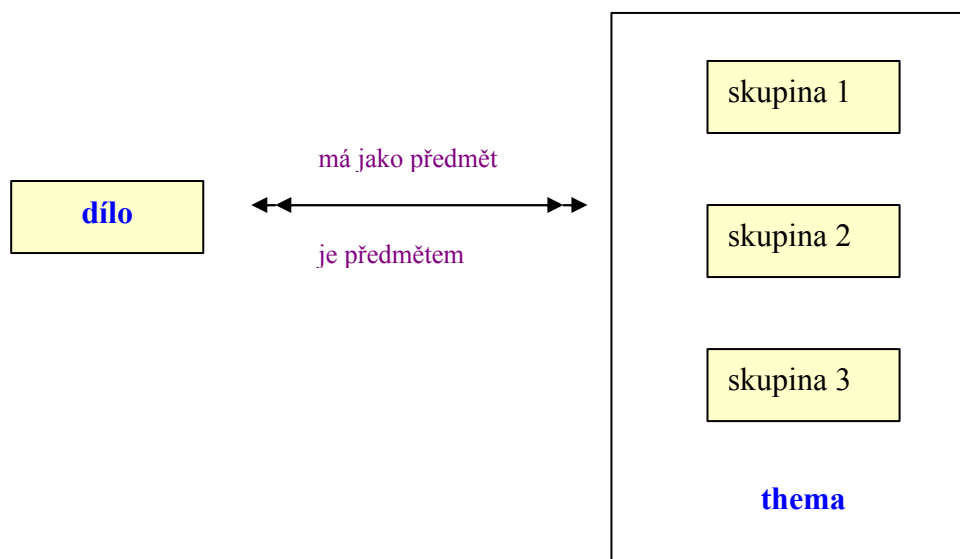 dílo
má jako předmět
je předmětem
skupina 1
skupina 2
skupina 3
thema